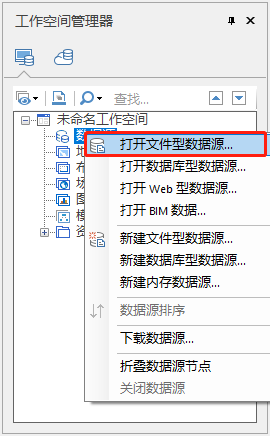 工作空间管理器
查找...
未命名工作空间
数据源
打开文件型数据源...
打开数据库型数据源...
打开 Web 型数据源...
打开 BIM 数据...
新建文件型数据源...
新建数据库型数据源...
新建内存数据源...
数据源排序
下载数据源...
折叠数据源节点
关闭数据源
地
布
场
图
模
资